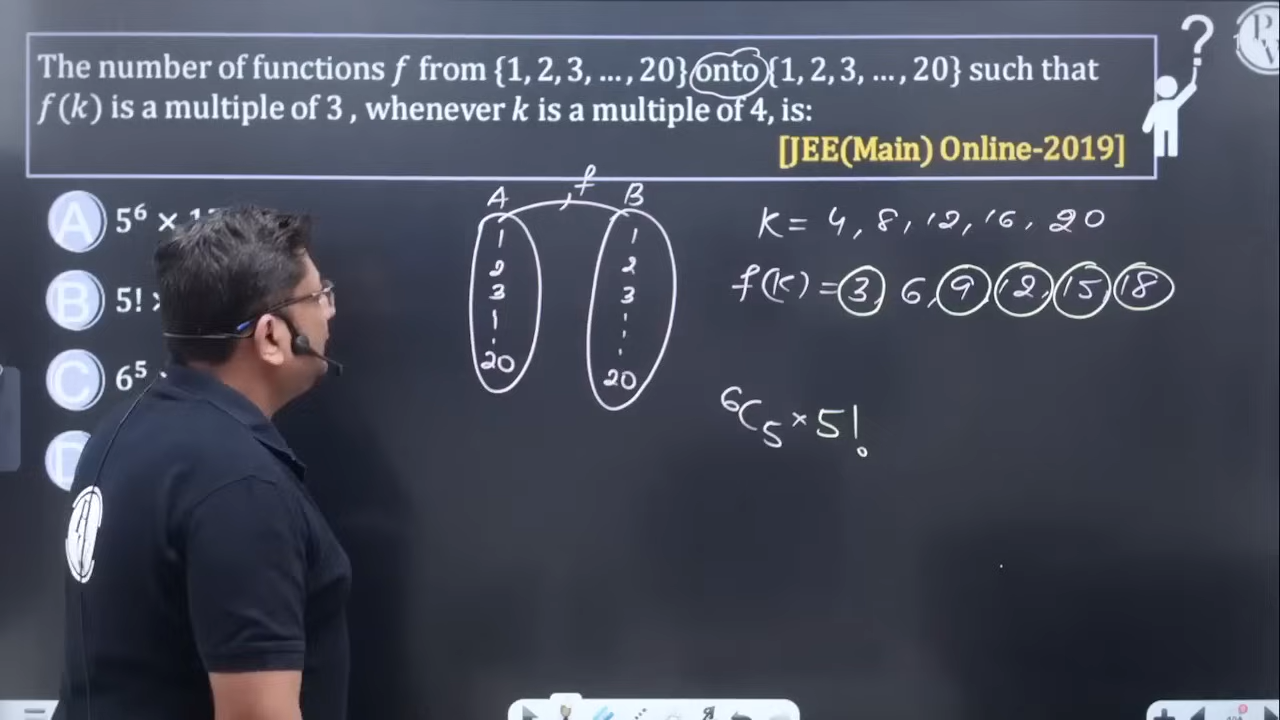 The number of functions f from {1, 2, 3, ..., 20} onto {1, 2, 3, ..., 20} such that
f(k) is a multiple of 3 , whenever k is a multiple of 4, is:
[JEE(Main) Online-2019]
?
PW
A 5⁶ ×
B 5!
C 6⁵
D
A f B
1 1
2 2
3 3
20 20
K = 4, 8, 12, 16, 20
f(k) = 3, 6, 9, 12, 15, 18
⁶C₅ × 5!